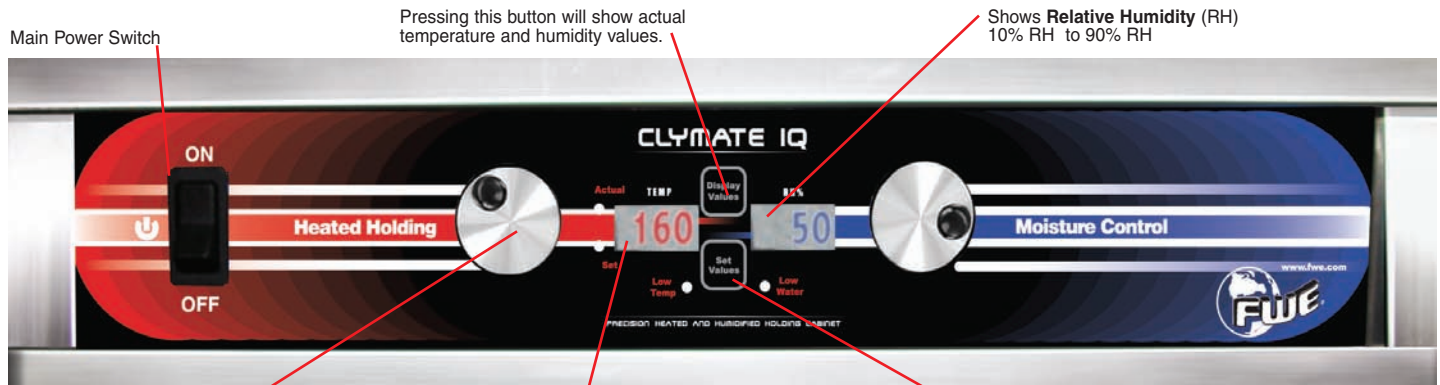 Main Power Switch
Pressing this button will show actual
temperature and humidity values.
Shows Relative Humidity (RH)
10% RH to 90% RH
CLYMATE IQ
ON
OFF
Heated Holding
Actual
Set
TEMP
160
Display
Values
Set
Values
RH%
50
Low
Temp
Low
Water
Moisture Control
www.fwe.com
FWE
PRECISION HEATED AND HUMIDIFIED HOLDING CABINET